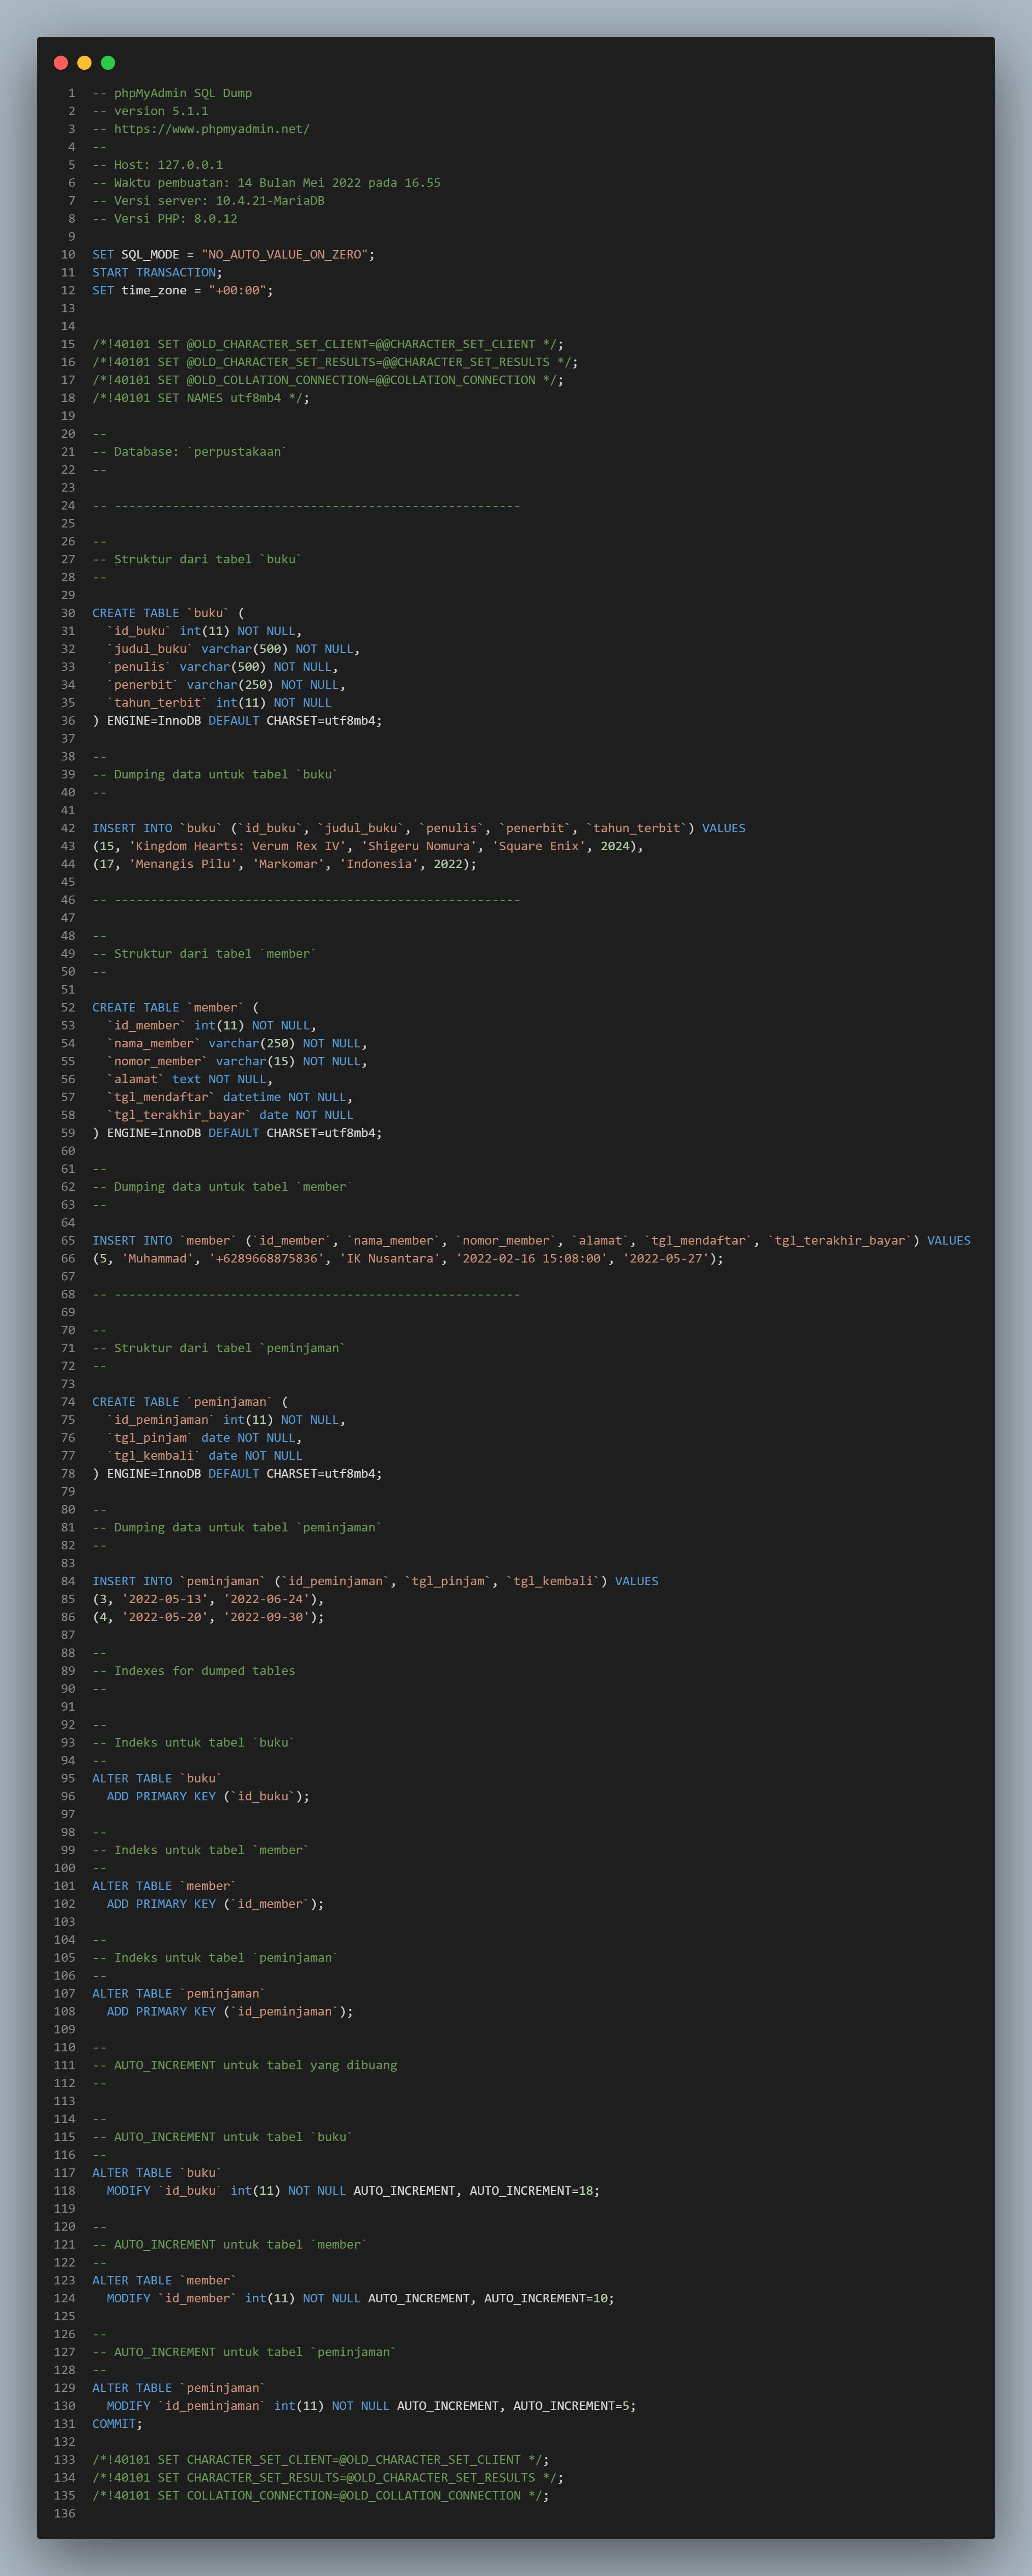 1 -- phpMyAdmin SQL Dump
2 -- version 5.1.1
3 -- https://www.phpmyadmin.net/
4 --
5 -- Host: 127.0.0.1
6 -- Waktu pembuatan: 14 Bulan Mei 2022 pada 16.55
7 -- Versi server: 10.4.21-MariaDB
8 -- Versi PHP: 8.0.12
9
10 SET SQL_MODE = "NO_AUTO_VALUE_ON_ZERO";
11 START TRANSACTION;
12 SET time_zone = "+00:00";
13
14
15 /*!40101 SET @OLD_CHARACTER_SET_CLIENT=@@CHARACTER_SET_CLIENT */;
16 /*!40101 SET @OLD_CHARACTER_SET_RESULTS=@@CHARACTER_SET_RESULTS */;
17 /*!40101 SET @OLD_COLLATION_CONNECTION=@@COLLATION_CONNECTION */;
18 /*!40101 SET NAMES utf8mb4 */;
19
20 --
21 -- Database: `perpustakaan`
22 --
23
24 -- --------------------------------------------------------
25
26 --
27 -- Struktur dari tabel `buku`
28 --
29
30 CREATE TABLE `buku` (
31   `id_buku` int(11) NOT NULL,
32   `judul_buku` varchar(500) NOT NULL,
33   `penulis` varchar(500) NOT NULL,
34   `penerbit` varchar(250) NOT NULL,
35   `tahun_terbit` int(11) NOT NULL
36 ) ENGINE=InnoDB DEFAULT CHARSET=utf8mb4;
37
38 --
39 -- Dumping data untuk tabel `buku`
40 --
41
42 INSERT INTO `buku` (`id_buku`, `judul_buku`, `penulis`, `penerbit`, `tahun_terbit`) VALUES
43 (15, 'Kingdom Hearts: Verum Rex IV', 'Shigeru Nomura', 'Square Enix', 2024),
44 (17, 'Menangis Pilu', 'Markomar', 'Indonesia', 2022);
45
46 -- --------------------------------------------------------
47
48 --
49 -- Struktur dari tabel `member`
50 --
51
52 CREATE TABLE `member` (
53   `id_member` int(11) NOT NULL,
54   `nama_member` varchar(250) NOT NULL,
55   `nomor_member` varchar(15) NOT NULL,
56   `alamat` text NOT NULL,
57   `tgl_mendaftar` datetime NOT NULL,
58   `tgl_terakhir_bayar` date NOT NULL
59 ) ENGINE=InnoDB DEFAULT CHARSET=utf8mb4;
60
61 --
62 -- Dumping data untuk tabel `member`
63 --
64
65 INSERT INTO `member` (`id_member`, `nama_member`, `nomor_member`, `alamat`, `tgl_mendaftar`, `tgl_terakhir_bayar`) VALUES
66 (5, 'Muhammad', '+6289668875836', 'IK Nusantara', '2022-02-16 15:08:00', '2022-05-27');
67
68 -- --------------------------------------------------------
69
70 --
71 -- Struktur dari tabel `peminjaman`
72 --
73
74 CREATE TABLE `peminjaman` (
75   `id_peminjaman` int(11) NOT NULL,
76   `tgl_pinjam` date NOT NULL,
77   `tgl_kembali` date NOT NULL
78 ) ENGINE=InnoDB DEFAULT CHARSET=utf8mb4;
79
80 --
81 -- Dumping data untuk tabel `peminjaman`
82 --
83
84 INSERT INTO `peminjaman` (`id_peminjaman`, `tgl_pinjam`, `tgl_kembali`) VALUES
85 (3, '2022-05-13', '2022-06-24'),
86 (4, '2022-05-20', '2022-09-30');
87
88 --
89 -- Indexes for dumped tables
90 --
91
92 --
93 -- Indeks untuk tabel `buku`
94 --
95 ALTER TABLE `buku`
96   ADD PRIMARY KEY (`id_buku`);
97
98 --
99 -- Indeks untuk tabel `member`
100 --
101 ALTER TABLE `member`
102   ADD PRIMARY KEY (`id_member`);
103
104 --
105 -- Indeks untuk tabel `peminjaman`
106 --
107 ALTER TABLE `peminjaman`
108   ADD PRIMARY KEY (`id_peminjaman`);
109
110 --
111 -- AUTO_INCREMENT untuk tabel yang dibuang
112 --
113
114 --
115 -- AUTO_INCREMENT untuk tabel `buku`
116 --
117 ALTER TABLE `buku`
118   MODIFY `id_buku` int(11) NOT NULL AUTO_INCREMENT, AUTO_INCREMENT=18;
119
120 --
121 -- AUTO_INCREMENT untuk tabel `member`
122 --
123 ALTER TABLE `member`
124   MODIFY `id_member` int(11) NOT NULL AUTO_INCREMENT, AUTO_INCREMENT=10;
125
126 --
127 -- AUTO_INCREMENT untuk tabel `peminjaman`
128 --
129 ALTER TABLE `peminjaman`
130   MODIFY `id_peminjaman` int(11) NOT NULL AUTO_INCREMENT, AUTO_INCREMENT=5;
131 COMMIT;
132
133 /*!40101 SET CHARACTER_SET_CLIENT=@OLD_CHARACTER_SET_CLIENT */;
134 /*!40101 SET CHARACTER_SET_RESULTS=@OLD_CHARACTER_SET_RESULTS */;
135 /*!40101 SET COLLATION_CONNECTION=@OLD_COLLATION_CONNECTION */;
136